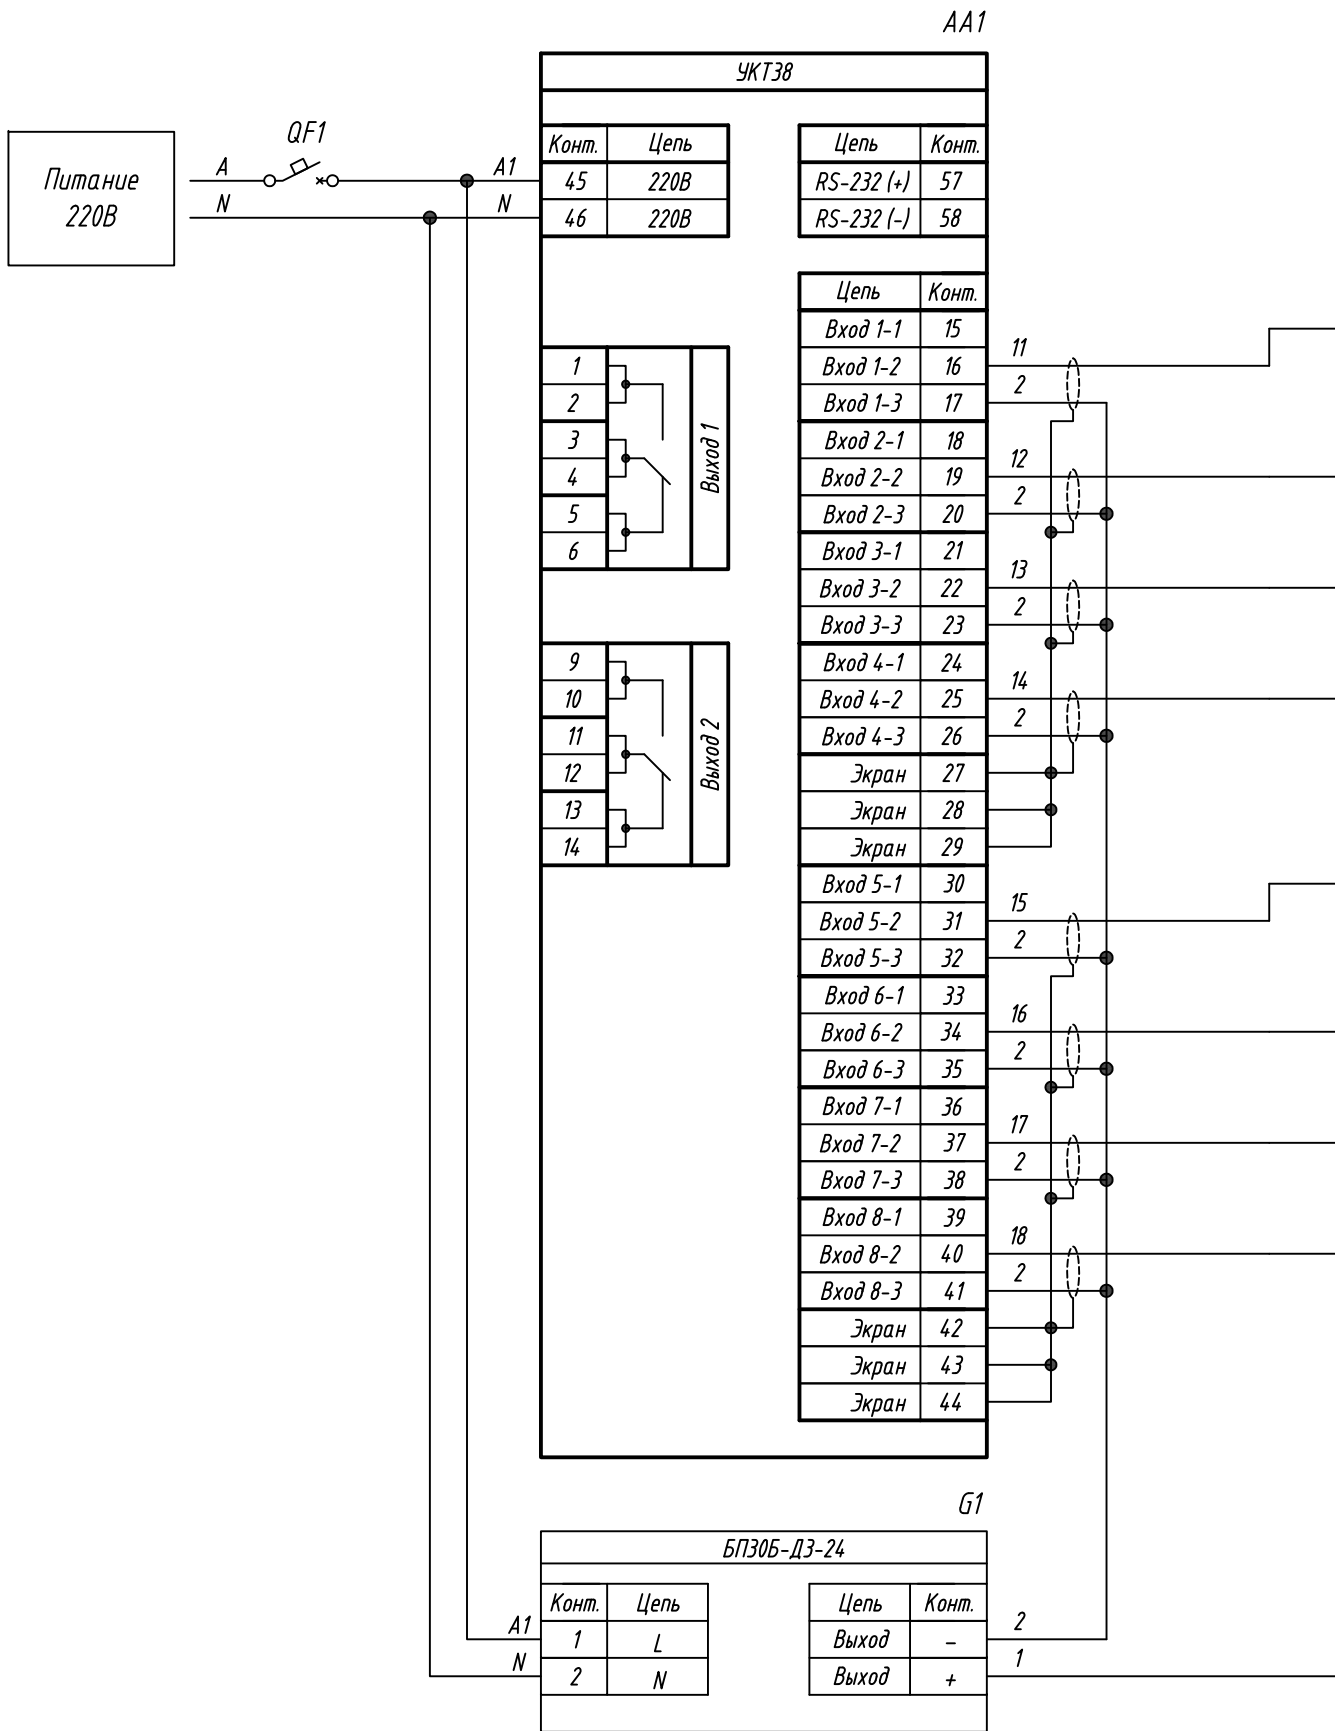 AA1
УКТ38
Питание
220В
QF1
A
N
A1
N
Конт. Цепь
45 220В
46 220В
Цепь Конт.
RS-232 (+) 57
RS-232 (-) 58
1
2
3
4
5
6
Выход 1
9
10
11
12
13
14
Выход 2
Цепь Конт.
Вход 1-1 15
Вход 1-2 16 11
Вход 1-3 17 2
Вход 2-1 18
Вход 2-2 19 12
Вход 2-3 20 2
Вход 3-1 21
Вход 3-2 22 13
Вход 3-3 23 2
Вход 4-1 24
Вход 4-2 25 14
Вход 4-3 26 2
Экран 27
Экран 28
Экран 29
Вход 5-1 30
Вход 5-2 31 15
Вход 5-3 32 2
Вход 6-1 33
Вход 6-2 34 16
Вход 6-3 35 2
Вход 7-1 36
Вход 7-2 37 17
Вход 7-3 38 2
Вход 8-1 39
Вход 8-2 40 18
Вход 8-3 41 2
Экран 42
Экран 43
Экран 44
G1
БП30Б-Д3-24
Конт. Цепь
A1 1 L
N 2 N
Цепь Конт.
Выход - 2
Выход + 1